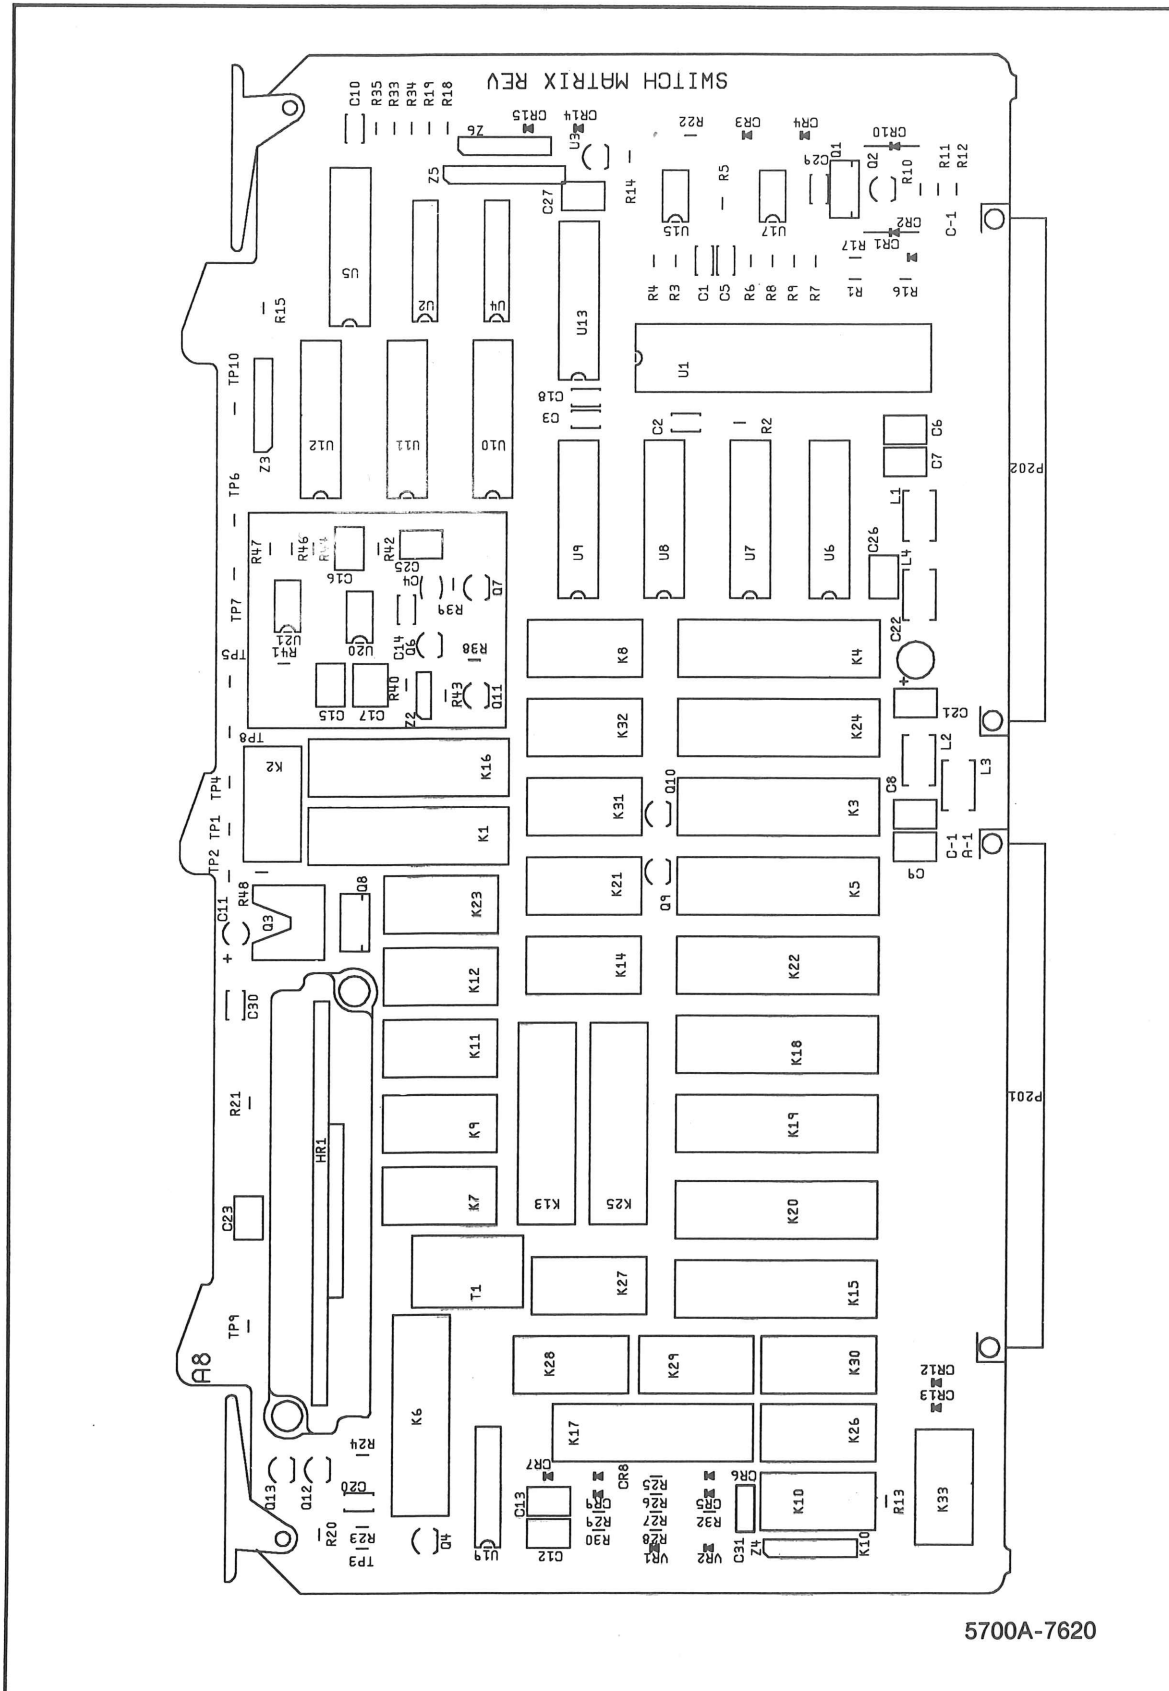 SWITCH MATRIX REV
C10
R35
R33
R34
R19
R18
Z6
CR15
CR14
U3
R22
CR3
CR4
CR10
Q1
Q2
R10
R11
R12
Z5
C27
R14
R5
C29
U15
U17
C-1
CR2
CR1
R17
U5
U2
U4
U13
R4
R3
C1
C5
R6
R8
R9
R7
R1
R16
R15
TP10
U1
C18
C3
C2
R2
C6
C7
Z3
U12
U11
U10
TP6
P202
L1
R47
R46
R44
R42
C16
C25
C4
U9
U8
U7
U6
C26
L4
TP7
R39
Q7
U21
U20
C14
Q6
R41
R38
C22
TP5
K8
K4
R40
R43
Q11
C15
C17
Z2
C21
TP8
K32
K24
K2
K16
Q10
L2
L3
TP4
K31
K3
C8
TP1
K1
C-1
A-1
TP2
C9
C11
R48
Q3
Q8
K23
K21
Q9
K5
K12
K14
K22
C30
K11
K18
R21
HR1
K9
K19
P201
C23
K7
K13
K25
K20
T1
K27
K15
TP9
A8
K28
K29
K30
CR12
CR13
K6
K17
K26
R24
Q13
Q12
C20
CR7
CR8
R25
CR6
C13
CR9
R26
CR5
K10
R13
K33
R29
R27
R32
R20
R23
Q4
U19
C12
R30
R28
TP3
VR1
VR2
C31
Z4
K10
5700A-7620